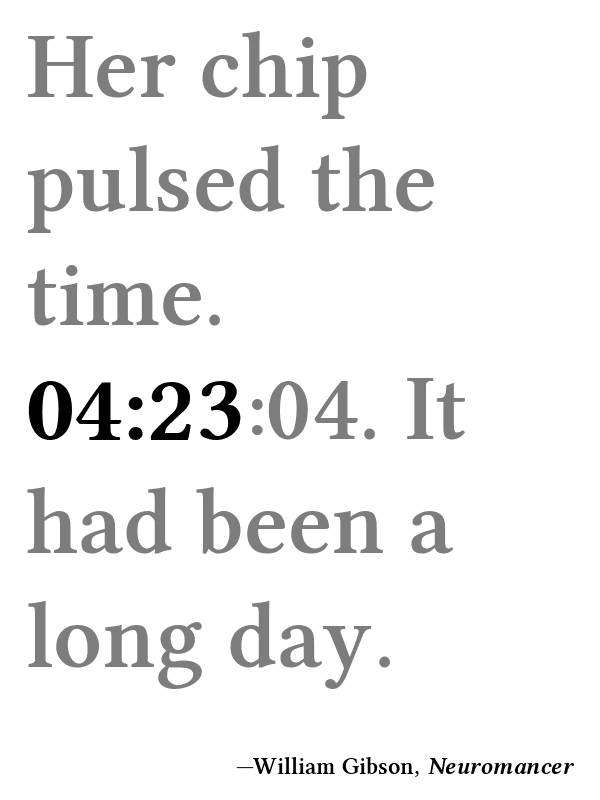 Her chip
pulsed the
time.
04:23:04. It
had been a
long day.
—William Gibson, Neuromancer